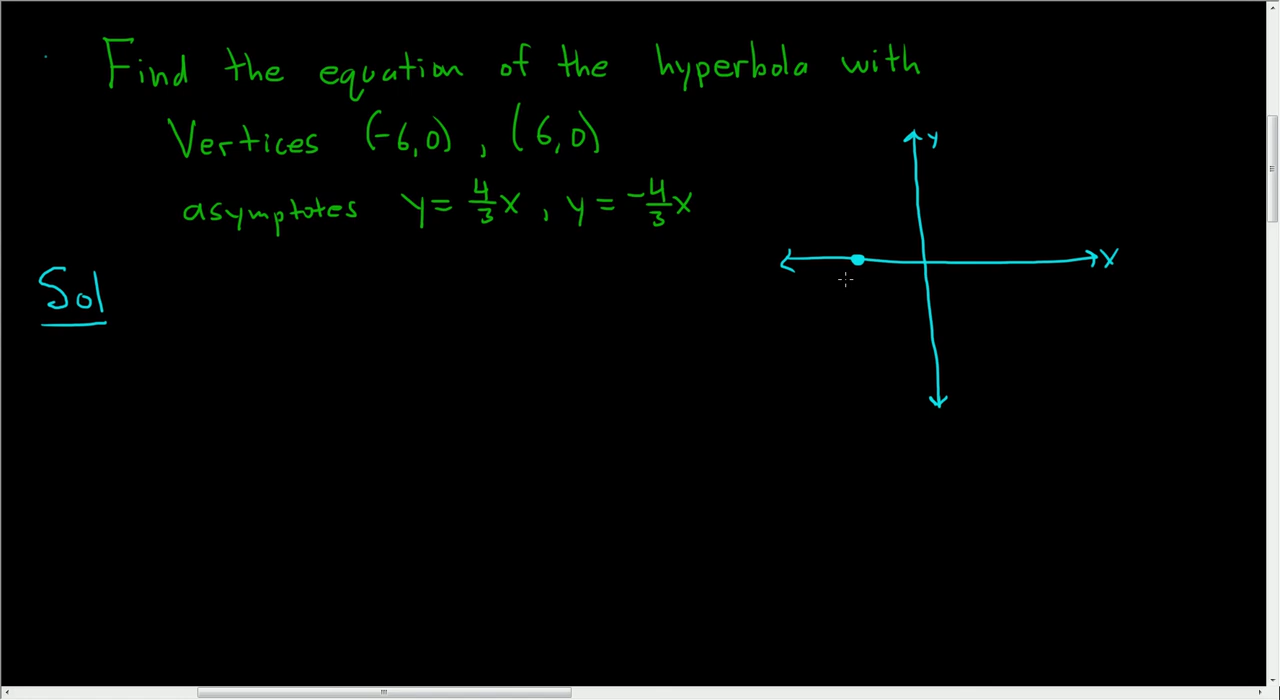 Find the equation of the hyperbola with
Vertices (-6,0) , (6,0)
asymptotes y = 4/3 x , y = -4/3 x
Y
X
Sol